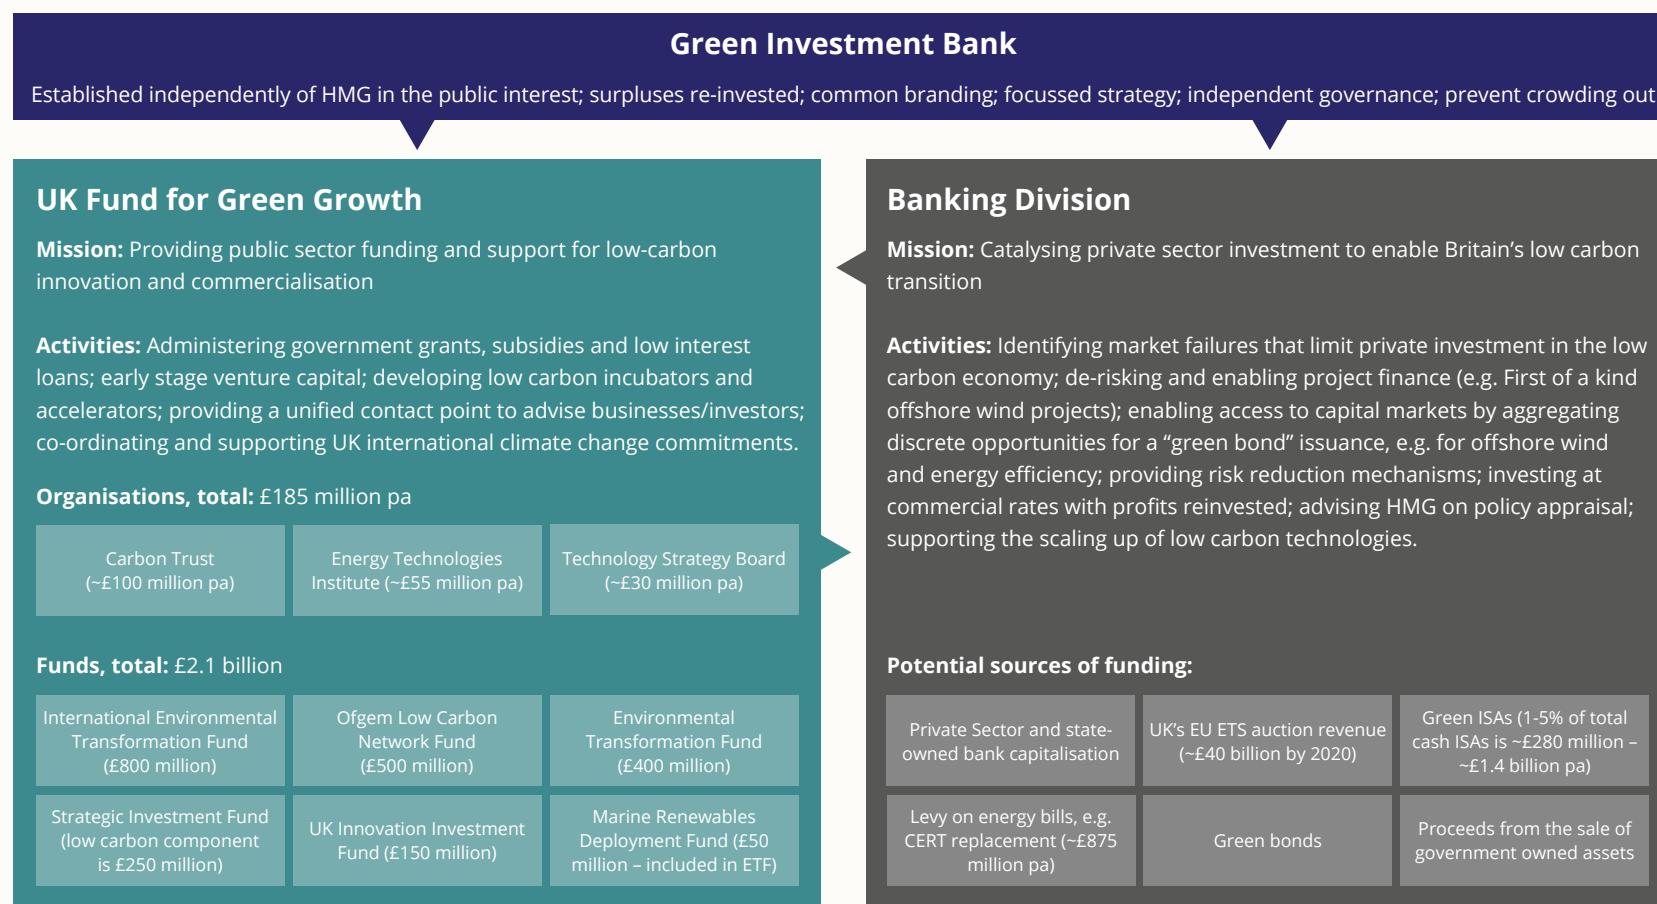 Green Investment Bank
Established independently of HMG in the public interest; surpluses re-invested; common branding; focussed strategy; independent governance; prevent crowding out
UK Fund for Green Growth
Mission: Providing public sector funding and support for low-carbon
innovation and commercialisation
Activities: Administering government grants, subsidies and low interest
loans; early stage venture capital; developing low carbon incubators and
accelerators; providing a unified contact point to advise businesses/investors;
co-ordinating and supporting UK international climate change commitments.
Organisations, total: £185 million pa
Carbon Trust
(~£100 million pa)
Energy Technologies
Institute (~£55 million pa)
Technology Strategy Board
(~£30 million pa)
Funds, total: £2.1 billion
International Environmental
Transformation Fund
(£800 million)
Ofgem Low Carbon
Network Fund
(£500 million)
Environmental
Transformation Fund
(£400 million)
Strategic Investment Fund
(low carbon component
is £250 million)
UK Innovation Investment
Fund (£150 million)
Marine Renewables
Deployment Fund (£50
million – included in ETF)
Banking Division
Mission: Catalysing private sector investment to enable Britain’s low carbon
transition
Activities: Identifying market failures that limit private investment in the low
carbon economy; de-risking and enabling project finance (e.g. First of a kind
offshore wind projects); enabling access to capital markets by aggregating
discrete opportunities for a “green bond” issuance, e.g. for offshore wind
and energy efficiency; providing risk reduction mechanisms; investing at
commercial rates with profits reinvested; advising HMG on policy appraisal;
supporting the scaling up of low carbon technologies.
Potential sources of funding:
Private Sector and state-
owned bank capitalisation
UK’s EU ETS auction revenue
(~£40 billion by 2020)
Green ISAs (1-5% of total
cash ISAs is ~£280 million –
~£1.4 billion pa)
Levy on energy bills, e.g.
CERT replacement (~£875
million pa)
Green bonds
Proceeds from the sale of
government owned assets